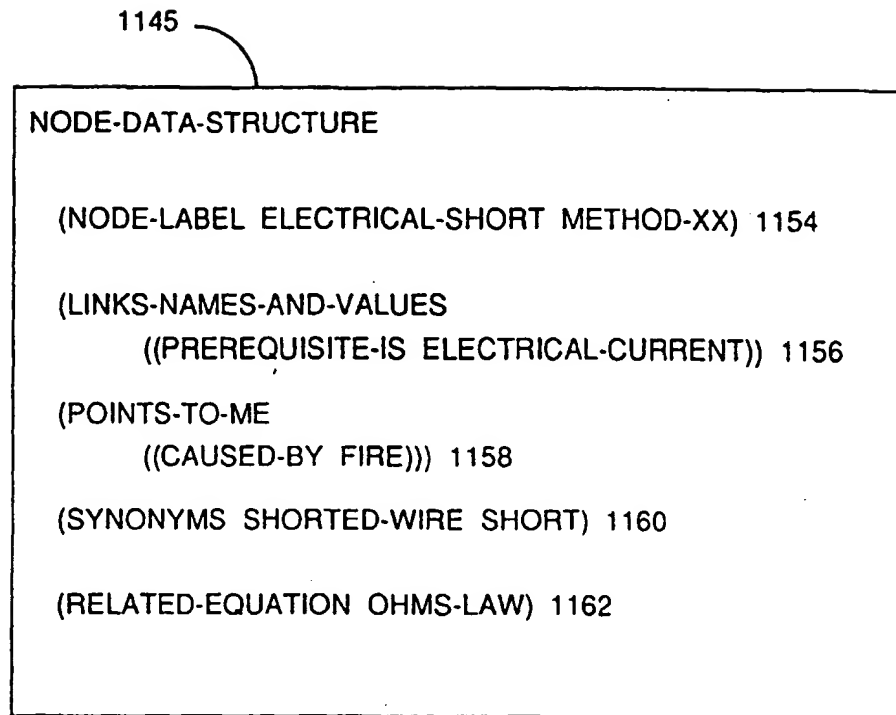 1145
NODE-DATA-STRUCTURE
(NODE-LABEL ELECTRICAL-SHORT METHOD-XX) 1154
(LINKS-NAMES-AND-VALUES
((PREREQUISITE-IS ELECTRICAL-CURRENT)) 1156
(POINTS-TO-ME
((CAUSED-BY FIRE))) 1158
(SYNONYMS SHORTED-WIRE SHORT) 1160
(RELATED-EQUATION OHMS-LAW) 1162